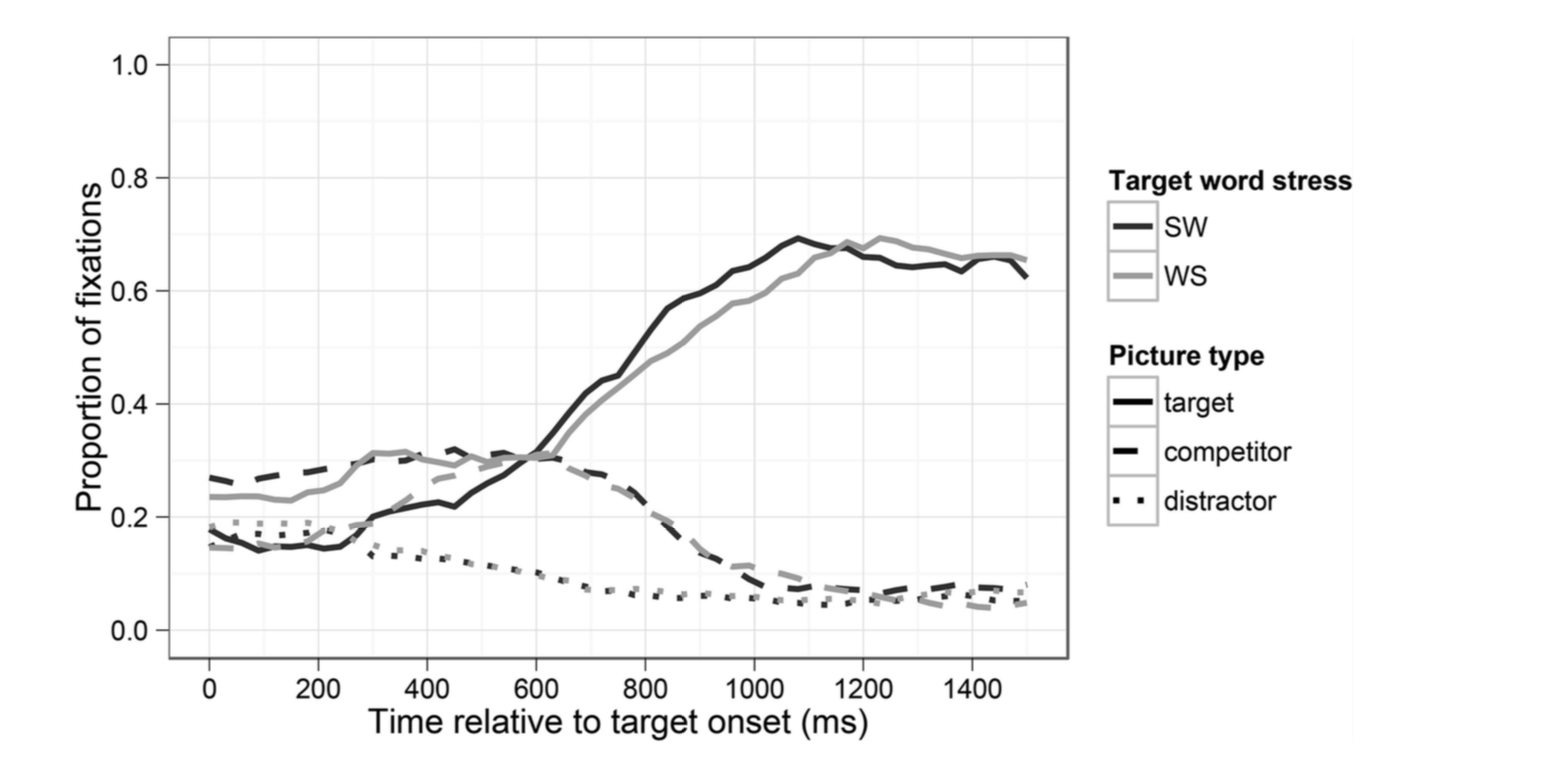 Proportion of fixations
1.0
0.8
0.6
0.4
0.2
0.0
0 200 400 600 800 1000 1200 1400
Time relative to target onset (ms)
Target word stress
SW
WS
Picture type
target
competitor
distractor